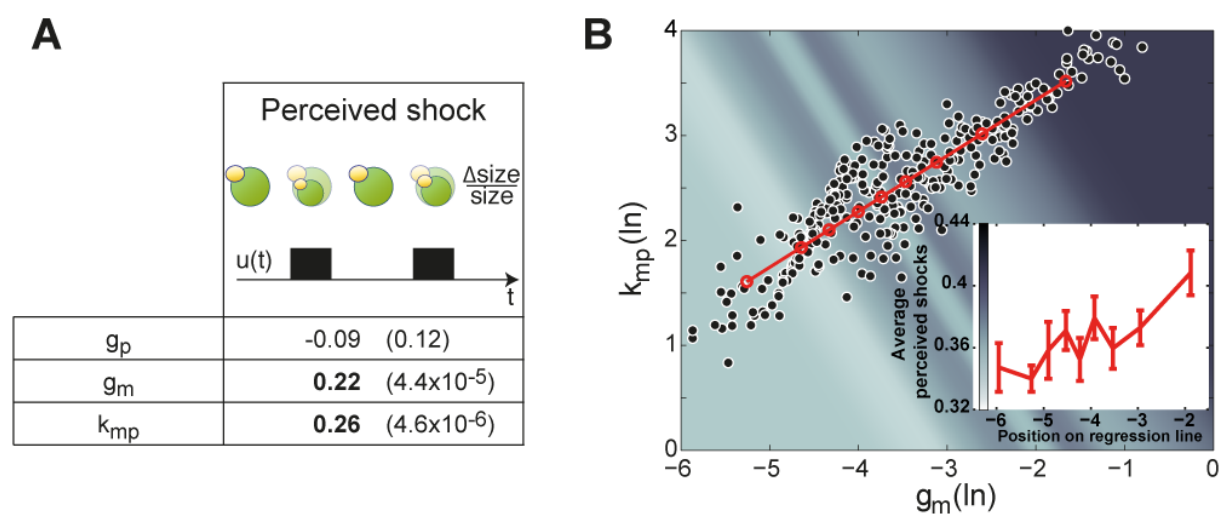 A
Perceived shock
Δsize
size
u(t)
t
g_p -0.09 (0.12)
g_m 0.22 (4.4x10^-5)
k_mp 0.26 (4.6x10^-6)
B
k_mp (ln)
4
3
2
1
0
−6 −5 −4 −3 −2 −1 0
g_m (ln)
Average
perceived shocks
0.44
0.4
0.36
0.32
-6 -5 -4 -3 -2
Position on regression line